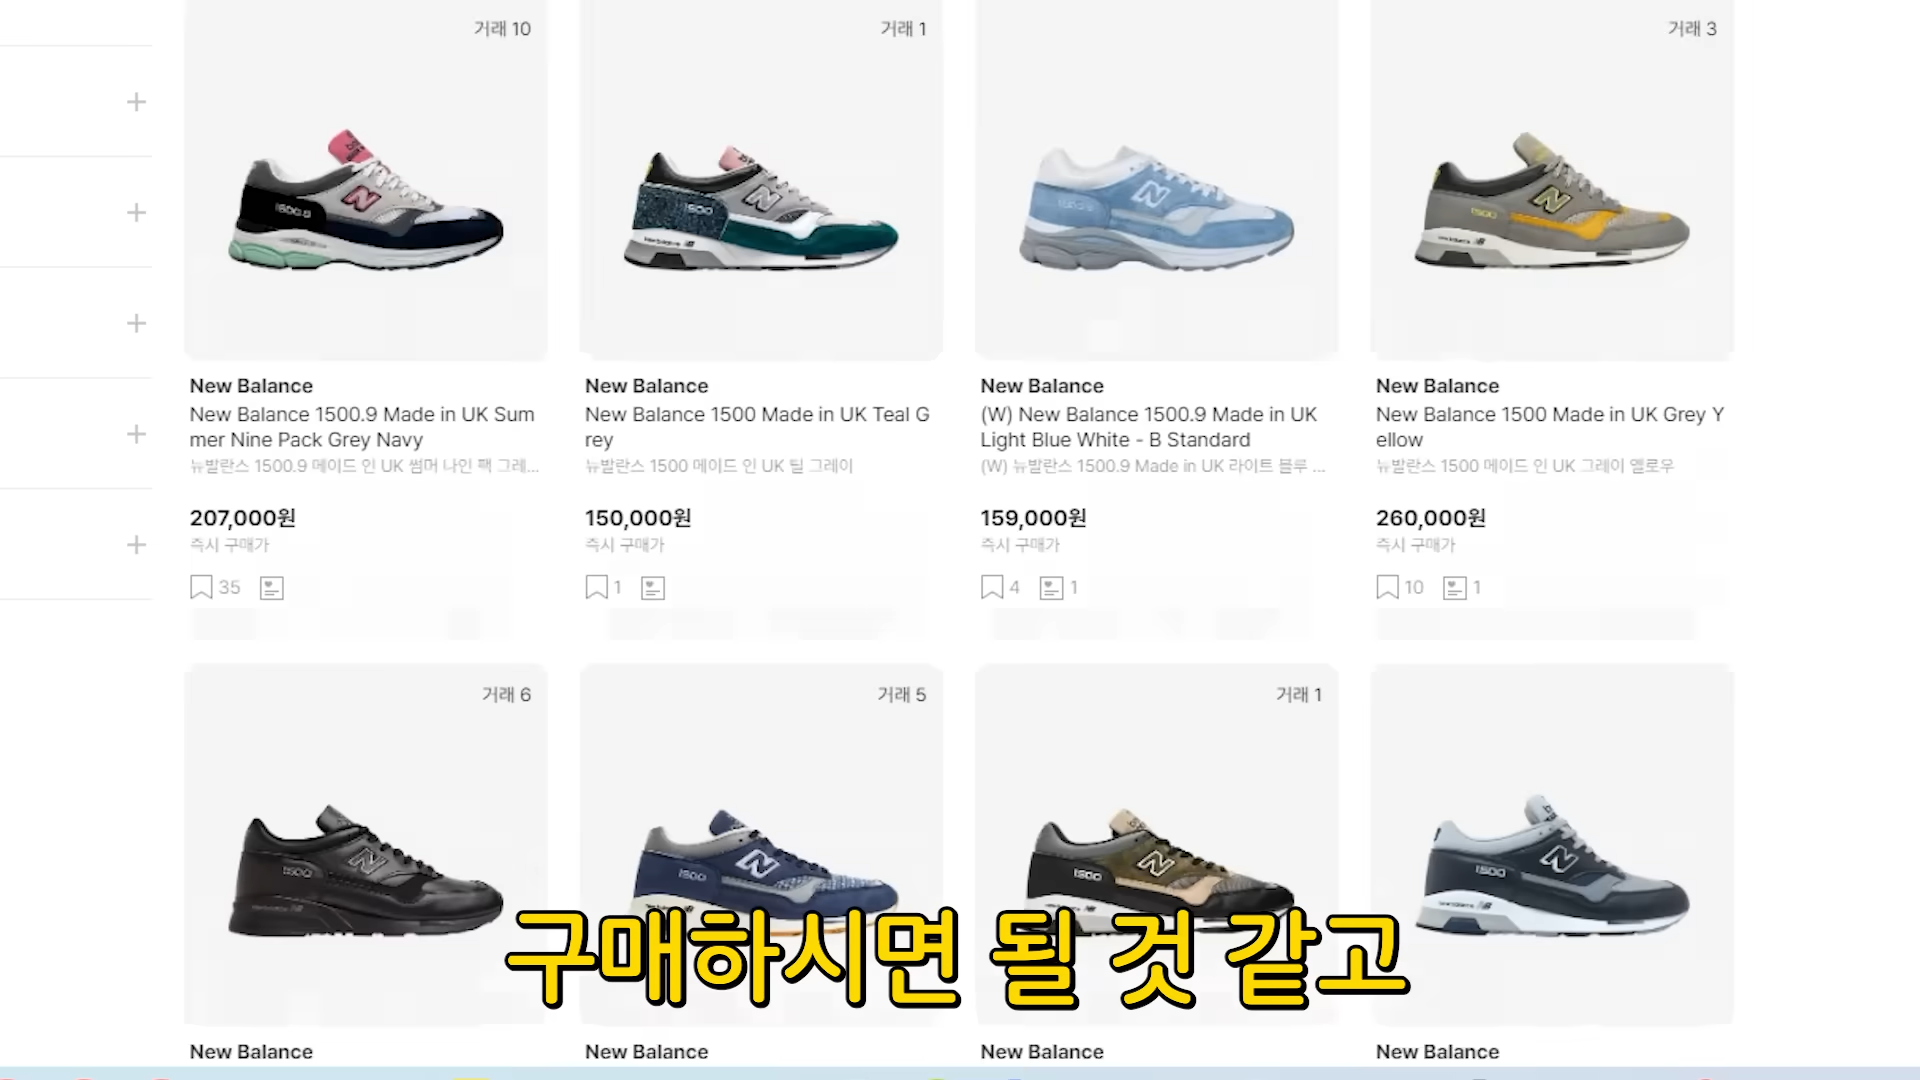 거래 10
거래 1
거래 3
New Balance
New Balance 1500.9 Made in UK Sum
mer Nine Pack Grey Navy
뉴발란스 1500.9 메이드 인 UK 썸머 나인 팩 그레...
207,000원
즉시 구매가
35
New Balance
New Balance 1500 Made in UK Teal G
rey
뉴발란스 1500 메이드 인 UK 틸 그레이
150,000원
즉시 구매가
1
New Balance
(W) New Balance 1500.9 Made in UK
Light Blue White - B Standard
(W) 뉴발란스 1500.9 Made in UK 라이트 블루 ...
159,000원
즉시 구매가
4
1
New Balance
New Balance 1500 Made in UK Grey Y
ellow
뉴발란스 1500 메이드 인 UK 그레이 옐로우
260,000원
즉시 구매가
10
1
거래 6
거래 5
거래 1
구매하시면 될 것 같고
New Balance
New Balance
New Balance
New Balance